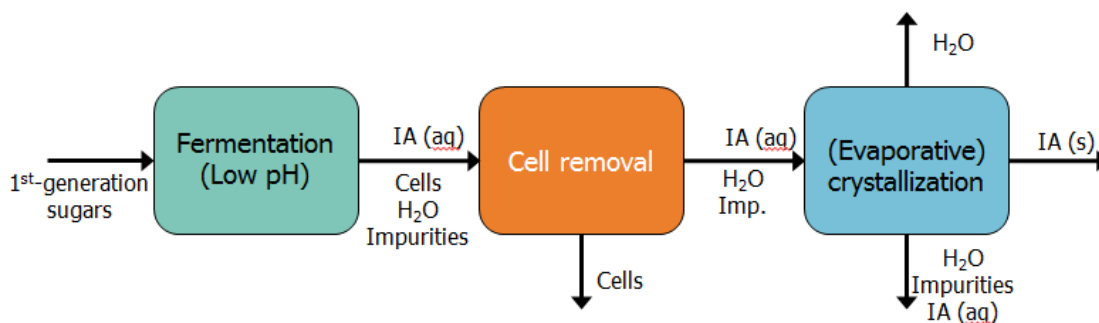 1st-generation
sugars
Fermentation
(Low pH)
IA (aq)
Cells
H₂O
Impurities
Cell removal
Cells
IA (aq)
H₂O
Imp.
(Evaporative)
crystallization
H₂O
IA (s)
H₂O
Impurities
IA (aq)